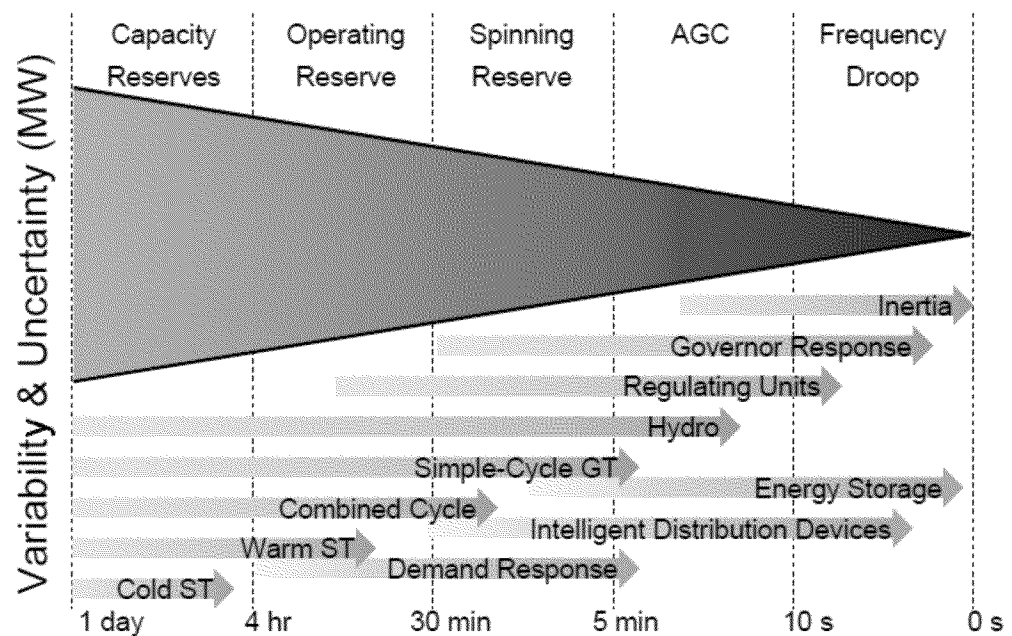 Capacity
Reserves
Operating
Reserve
Spinning
Reserve
AGC
Frequency
Droop
Variability & Uncertainty (MW)
Inertia
Governor Response
Regulating Units
Hydro
Simple-Cycle GT
Energy Storage
Combined Cycle
Intelligent Distribution Devices
Warm ST
Demand Response
Cold ST
1 day
4 hr
30 min
5 min
10 s
0 s